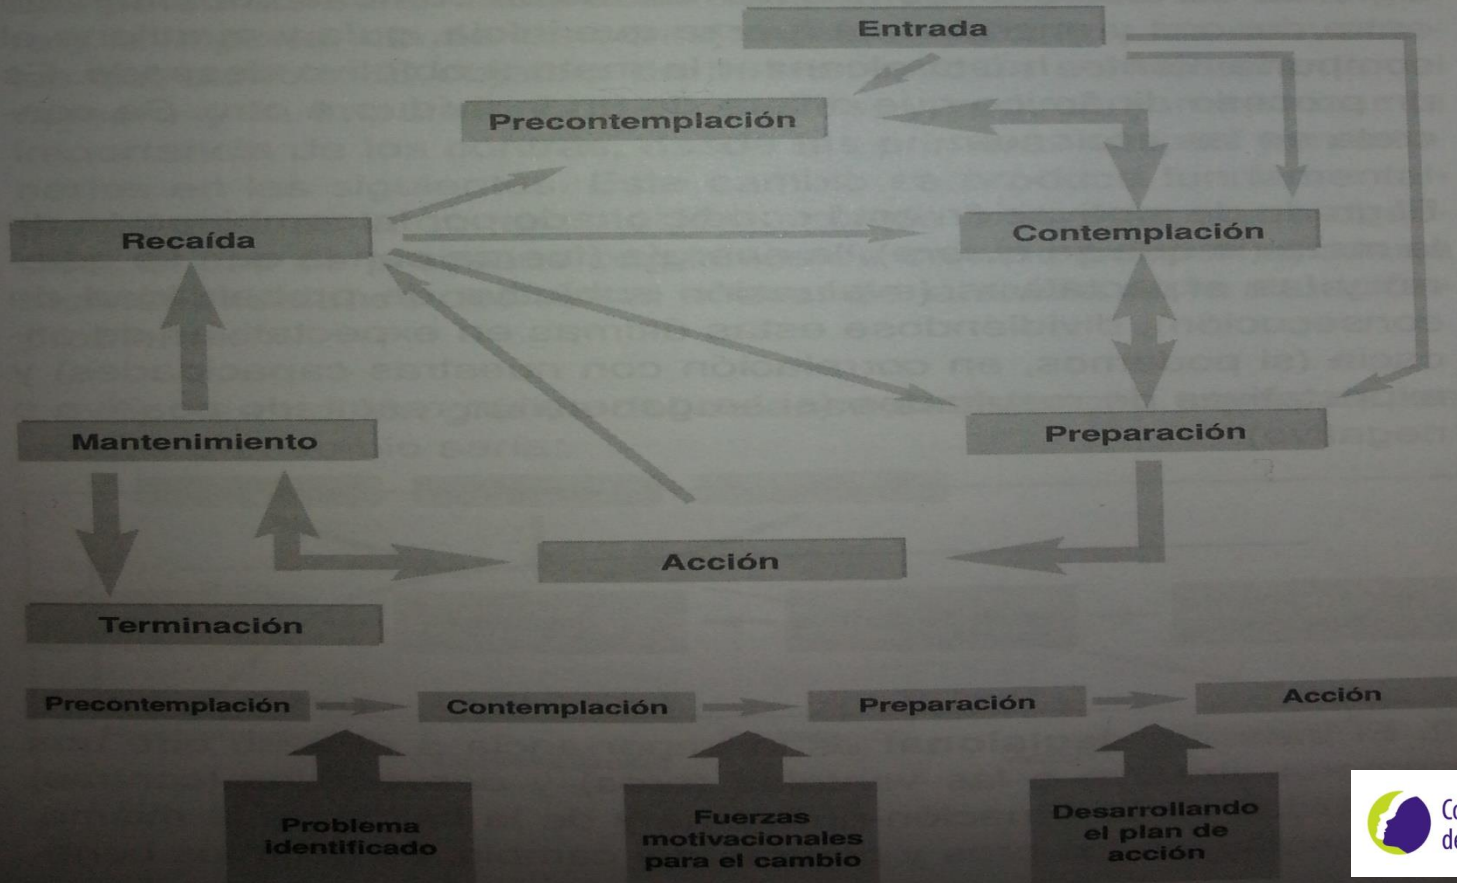 Entrada
Precontemplación
Recaída
Contemplación
Mantenimiento
Preparación
Acción
Terminación
Precontemplación
Contemplación
Preparación
Acción
Problema
identificado
Fuerzas
motivacionales
para el cambio
Desarrollando
el plan de
acción